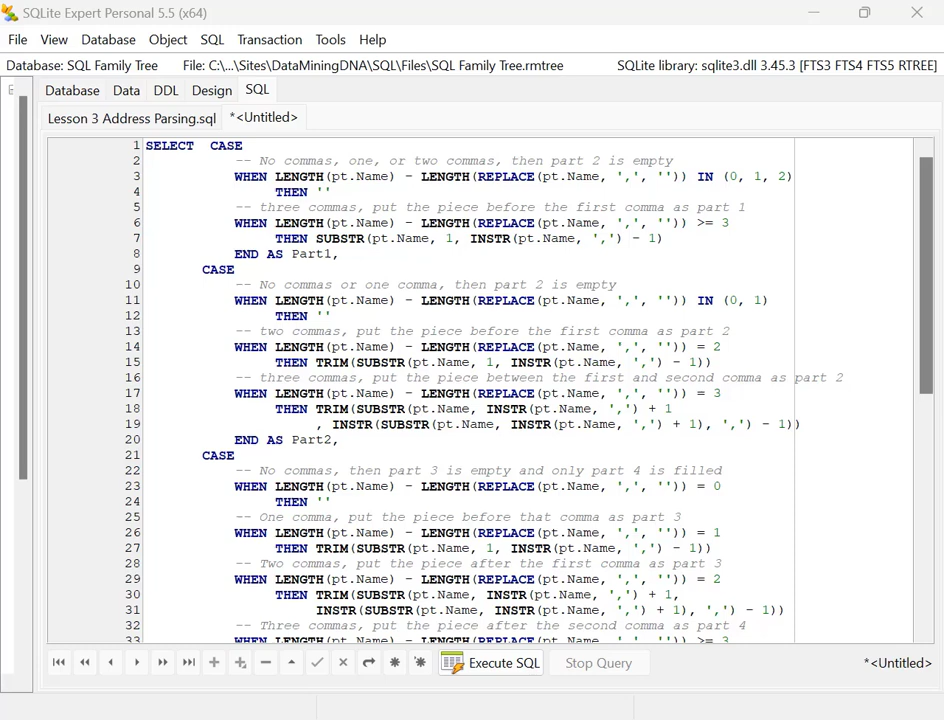 SQLite Expert Personal 5.5 (x64)
File View Database Object SQL Transaction Tools Help
Database: SQL Family Tree File: C:\...\Sites\DataMiningDNA\SQL\Files\SQL Family Tree.rmtree SQLite library: sqlite3.dll 3.45.3 [FTS3 FTS4 FTS5 RTREE]
Database Data DDL Design SQL
Lesson 3 Address Parsing.sql *<Untitled>
1 SELECT CASE
2 -- No commas, one, or two commas, then part 2 is empty
3 WHEN LENGTH(pt.Name) - LENGTH(REPLACE(pt.Name, ',', '')) IN (0, 1, 2)
4 THEN ''
5 -- three commas, put the piece before the first comma as part 1
6 WHEN LENGTH(pt.Name) - LENGTH(REPLACE(pt.Name, ',', '')) >= 3
7 THEN SUBSTR(pt.Name, 1, INSTR(pt.Name, ',') - 1)
8 END AS Part1,
9 CASE
10 -- No commas or one comma, then part 2 is empty
11 WHEN LENGTH(pt.Name) - LENGTH(REPLACE(pt.Name, ',', '')) IN (0, 1)
12 THEN ''
13 -- two commas, put the piece before the first comma as part 2
14 WHEN LENGTH(pt.Name) - LENGTH(REPLACE(pt.Name, ',', '')) = 2
15 THEN TRIM(SUBSTR(pt.Name, 1, INSTR(pt.Name, ',') - 1))
16 -- three commas, put the piece between the first and second comma as part 2
17 WHEN LENGTH(pt.Name) - LENGTH(REPLACE(pt.Name, ',', '')) = 3
18 THEN TRIM(SUBSTR(pt.Name, INSTR(pt.Name, ',') + 1
19 , INSTR(SUBSTR(pt.Name, INSTR(pt.Name, ',') + 1), ',') - 1))
20 END AS Part2,
21 CASE
22 -- No commas, then part 3 is empty and only part 4 is filled
23 WHEN LENGTH(pt.Name) - LENGTH(REPLACE(pt.Name, ',', '')) = 0
24 THEN ''
25 -- One comma, put the piece before that comma as part 3
26 WHEN LENGTH(pt.Name) - LENGTH(REPLACE(pt.Name, ',', '')) = 1
27 THEN TRIM(SUBSTR(pt.Name, 1, INSTR(pt.Name, ',') - 1))
28 -- Two commas, put the piece after the first comma as part 3
29 WHEN LENGTH(pt.Name) - LENGTH(REPLACE(pt.Name, ',', '')) = 2
30 THEN TRIM(SUBSTR(pt.Name, INSTR(pt.Name, ',') + 1,
31 INSTR(SUBSTR(pt.Name, INSTR(pt.Name, ',') + 1), ',') - 1))
32 -- Three commas, put the piece after the second comma as part 4
33 WHEN LENGTH(pt.Name) - LENGTH(REPLACE(pt.Name, ',', '')) >= 3
Execute SQL Stop Query *<Untitled>